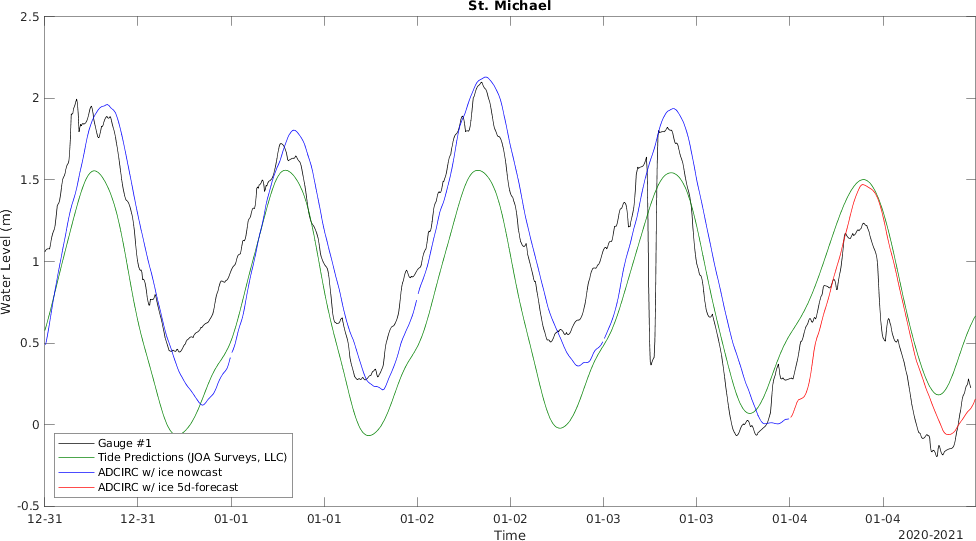 St. Michael
2.5
2
1.5
1
0.5
0
-0.5
Water Level (m)
Gauge #1
Tide Predictions (JOA Surveys, LLC)
ADCIRC w/ ice nowcast
ADCIRC w/ ice 5d-forecast
12-31 12-31 01-01 01-01 01-02 01-02 01-03 01-03 01-04 01-04
Time
2020-2021